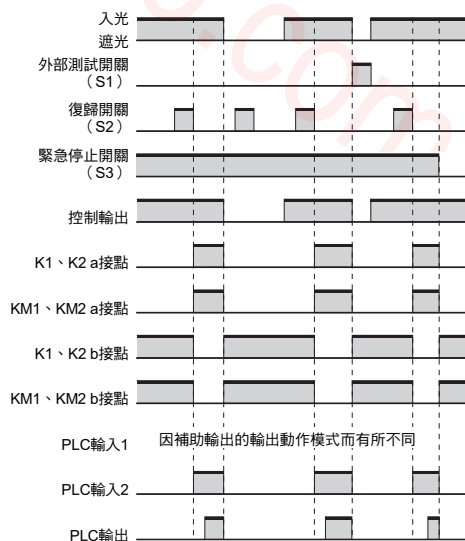 入光
遮光
外部測試開關
（S1）
復歸開關
（S2）
緊急停止開關
（S3）
控制輸出
K1、K2 a接點
KM1、KM2 a接點
K1、K2 b接點
KM1、KM2 b接點
PLC輸入1 因補助輸出的輸出動作模式而有所不同
PLC輸入2
PLC輸出